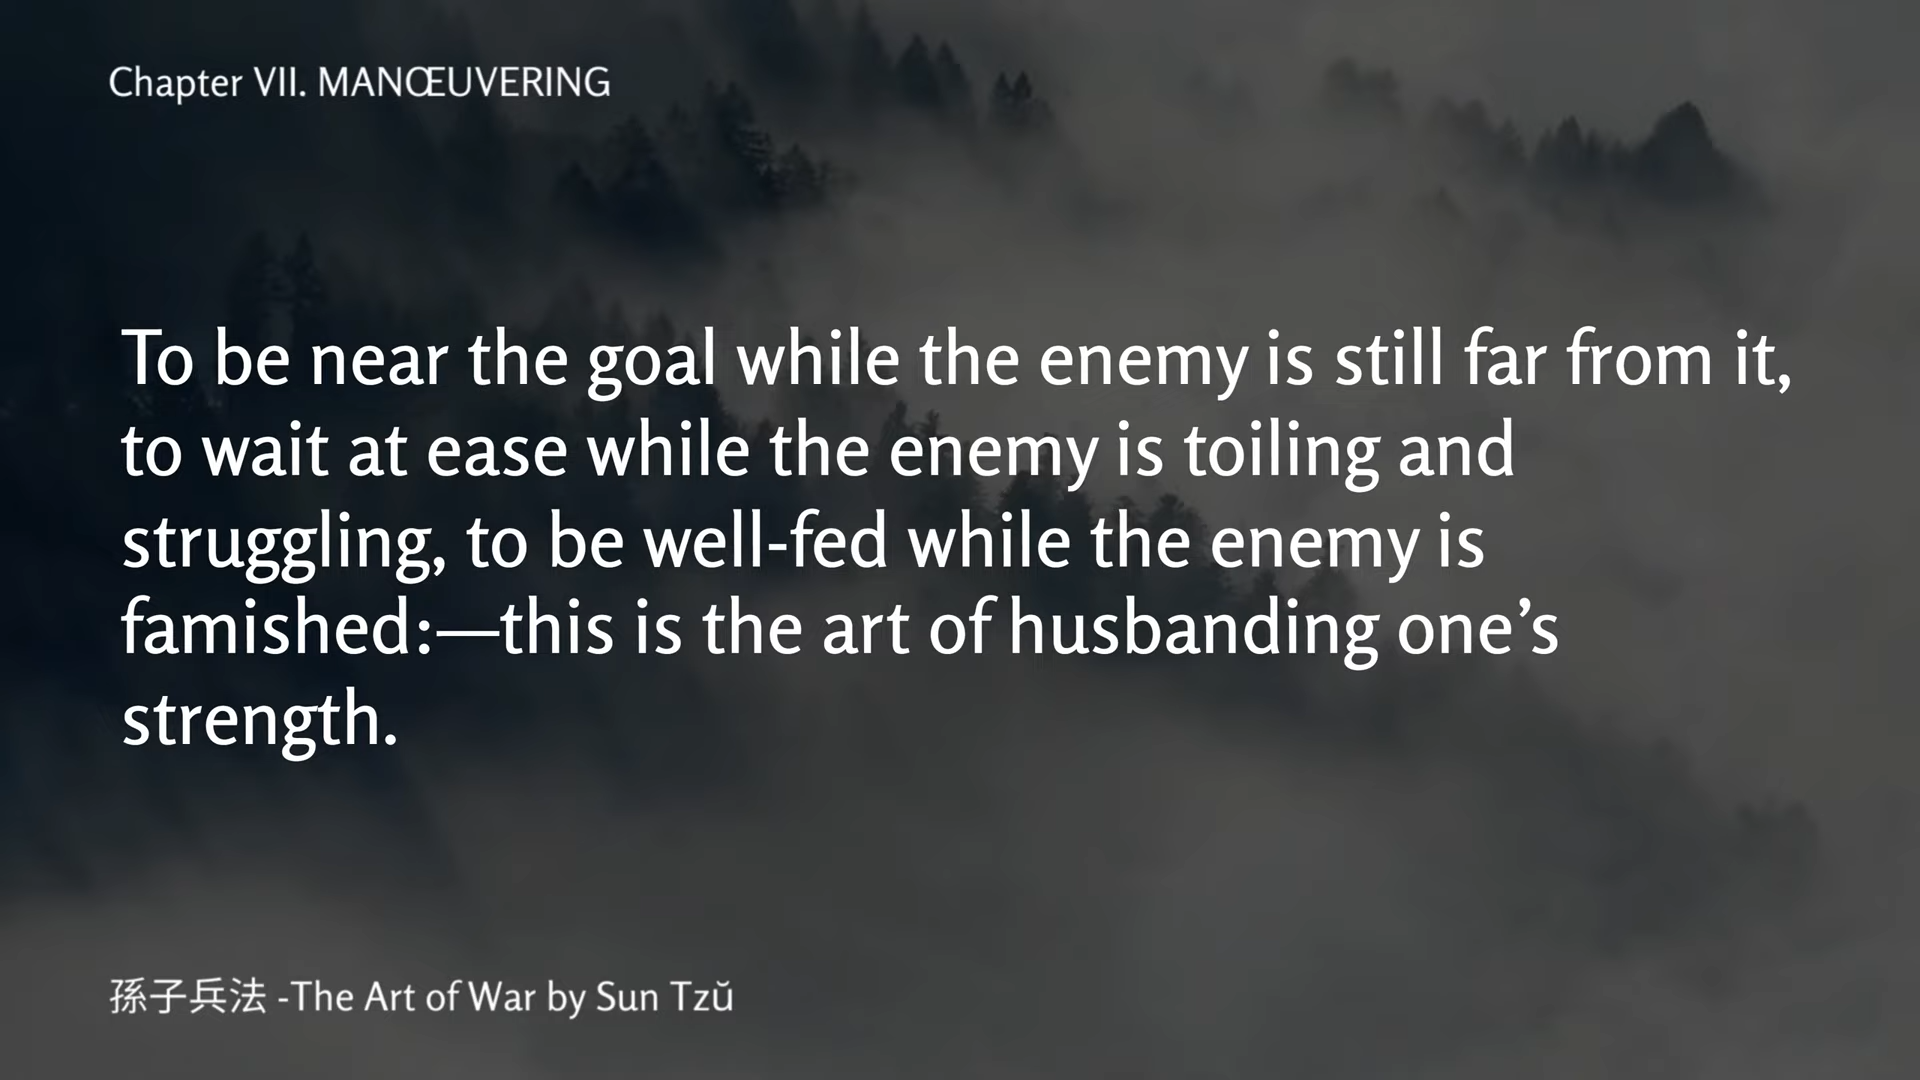 Chapter VII. MANŒUVERING
To be near the goal while the enemy is still far from it,
to wait at ease while the enemy is toiling and
struggling, to be well-fed while the enemy is
famished:—this is the art of husbanding one’s
strength.
孫子兵法 -The Art of War by Sun Tzŭ